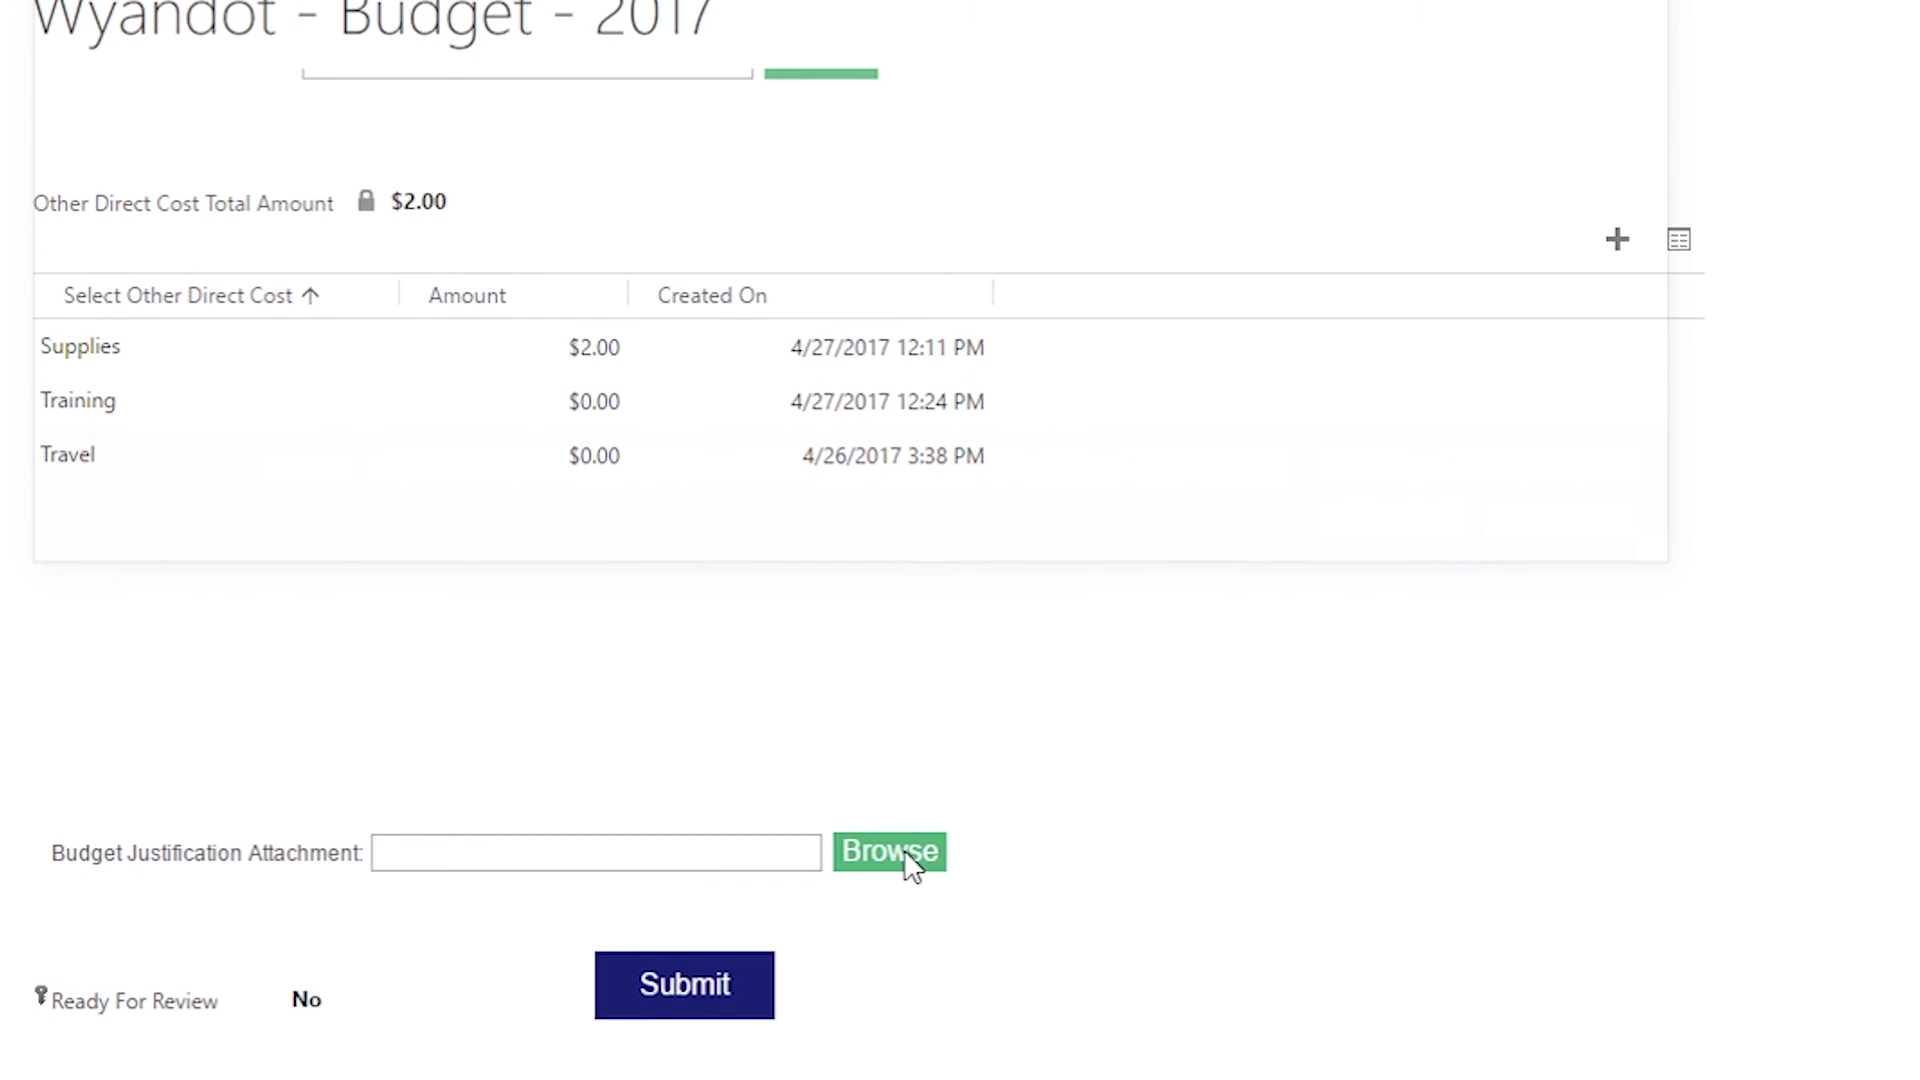 Wyandot - Budget - 2017
Other Direct Cost Total Amount $2.00
Select Other Direct Cost Amount Created On
Supplies $2.00 4/27/2017 12:11 PM
Training $0.00 4/27/2017 12:24 PM
Travel $0.00 4/26/2017 3:38 PM
Budget Justification Attachment: Browse
Ready For Review No Submit